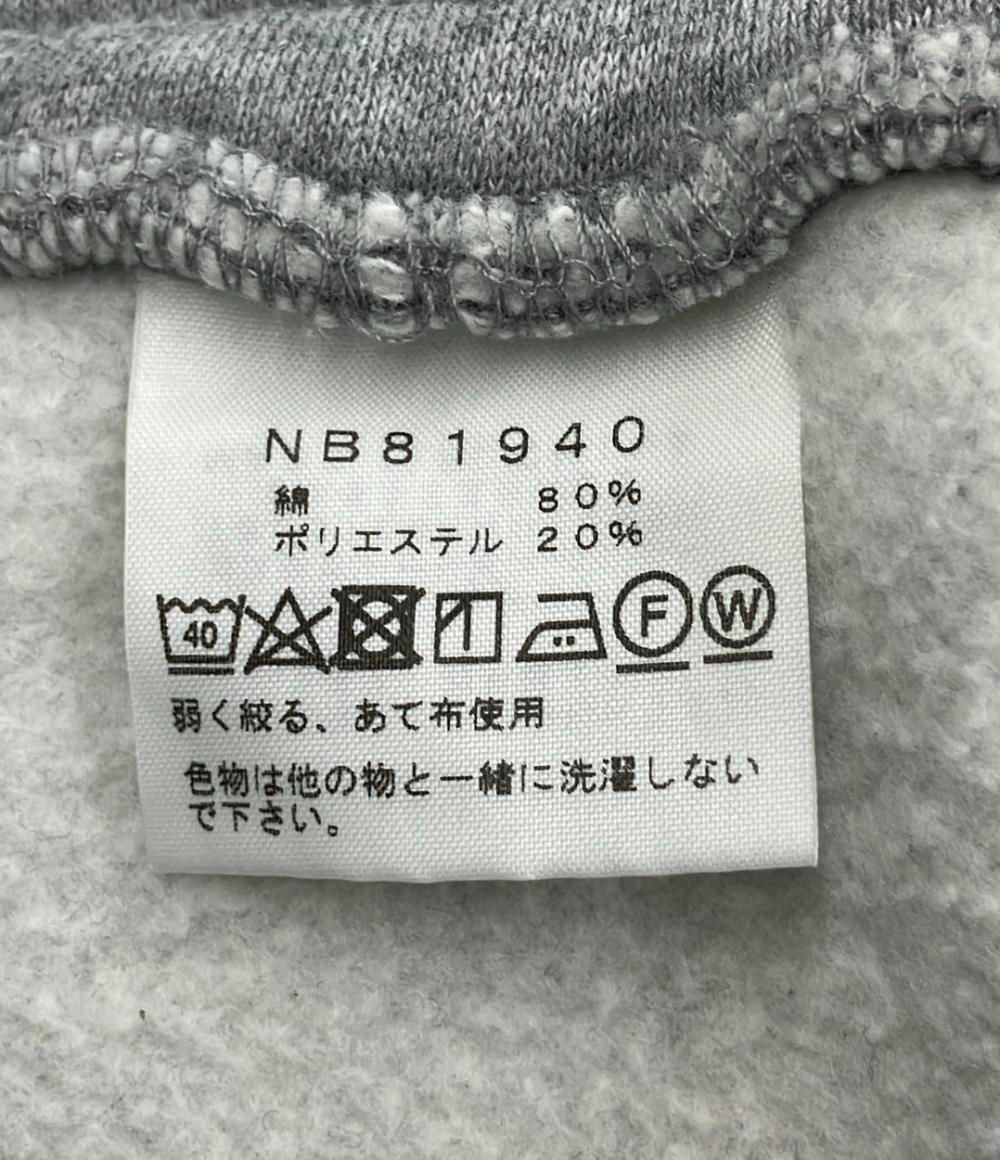 NB81940
綿 80%
ポリエステル 20%
40 F W
弱く絞る、あて布使用
色物は他の物と一緒に洗濯しない
で下さい。